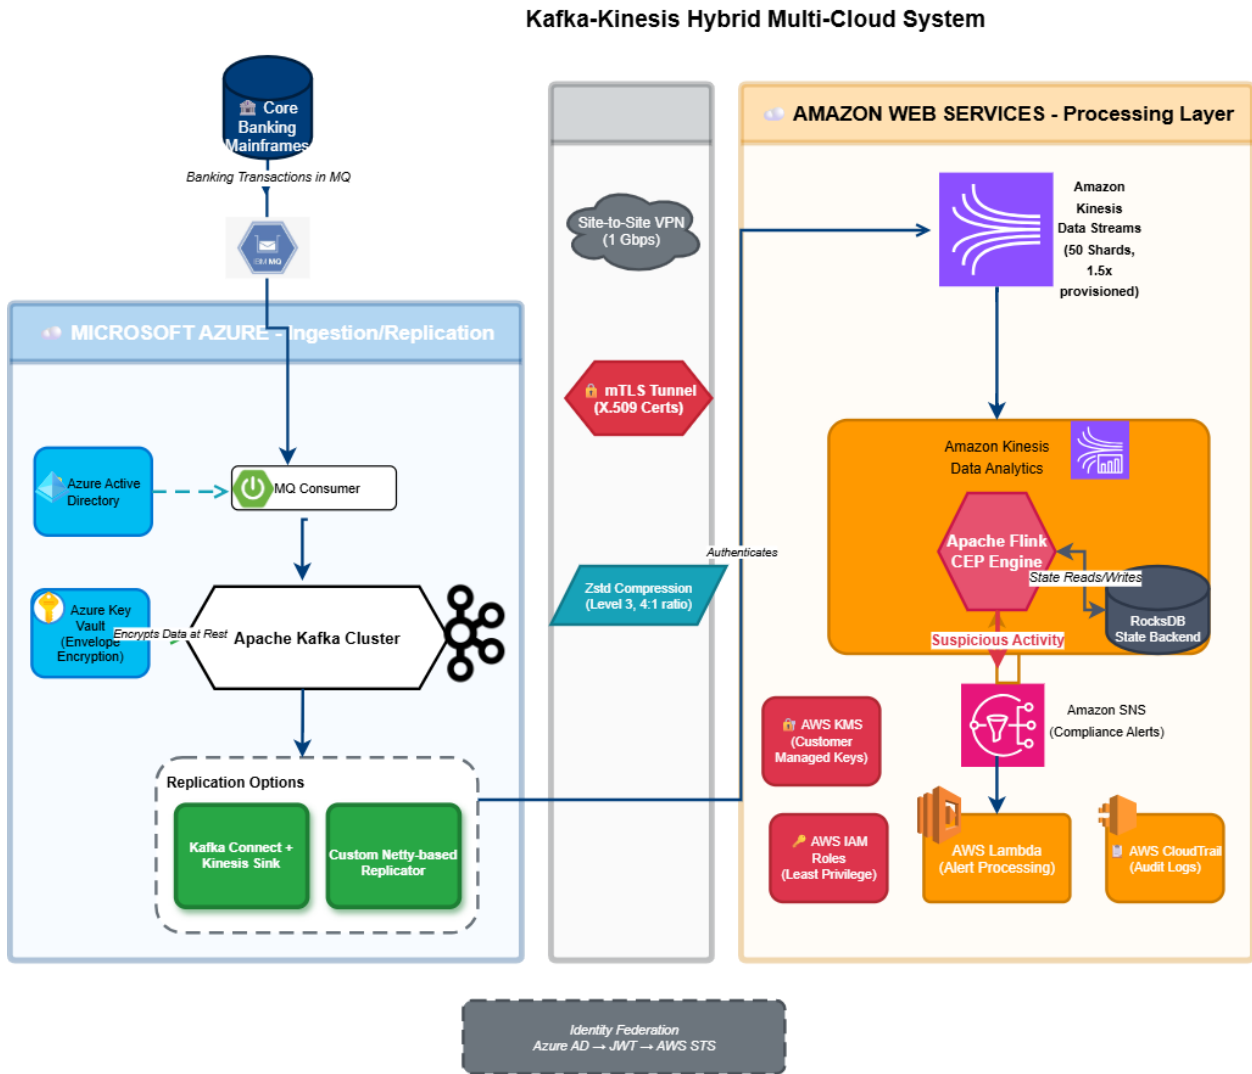 Kafka-Kinesis Hybrid Multi-Cloud System
Core
Banking
Mainframes
Banking Transactions in MQ
IBM MQ
MICROSOFT AZURE - Ingestion/Replication
Azure Active
Directory
MQ Consumer
Azure Key
Vault
(Envelope
Encryption)
Encrypts Data at Rest
Apache Kafka Cluster
Replication Options
Kafka Connect +
Kinesis Sink
Custom Netty-based
Replicator
Site-to-Site VPN
(1 Gbps)
mTLS Tunnel
(X.509 Certs)
Zstd Compression
(Level 3, 4:1 ratio)
Authenticates
AMAZON WEB SERVICES - Processing Layer
Amazon
Kinesis
Data Streams
(50 Shards,
1.5x
provisioned)
Amazon Kinesis
Data Analytics
Apache Flink
CEP Engine
State Reads/Writes
RocksDB
State Backend
Suspicious Activity
Amazon SNS
(Compliance Alerts)
AWS KMS
(Customer
Managed Keys)
AWS IAM
Roles
(Least Privilege)
AWS Lambda
(Alert Processing)
AWS CloudTrail
(Audit Logs)
Identity Federation
Azure AD → JWT → AWS STS